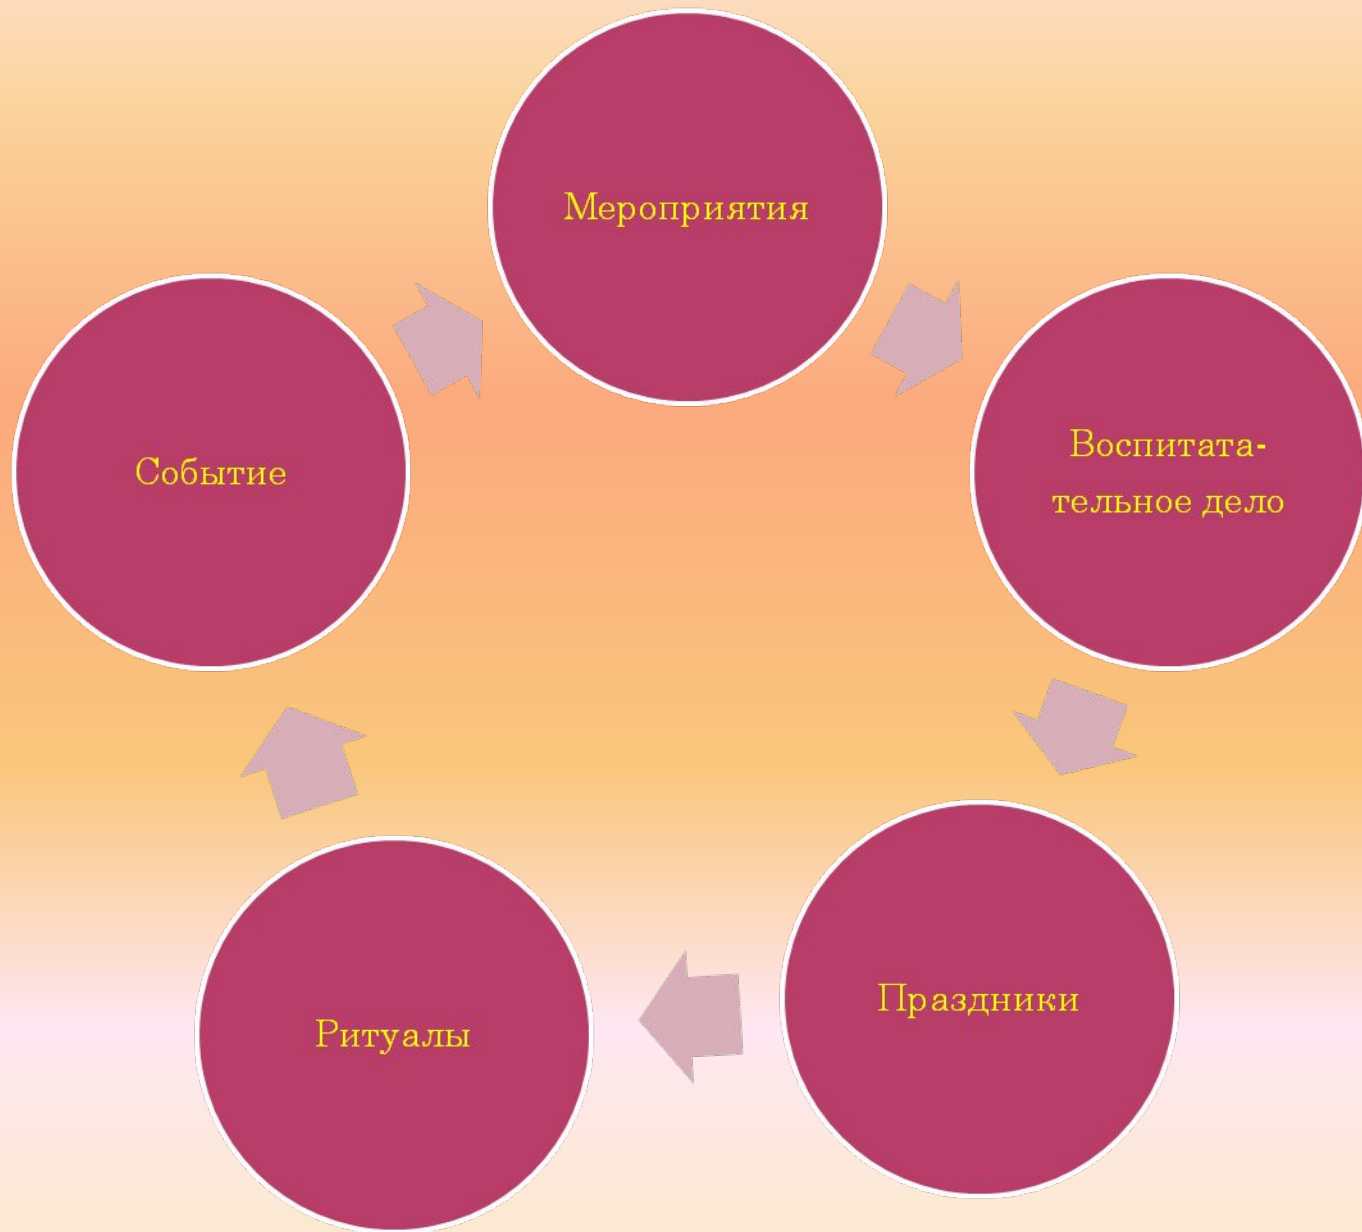 Мероприятия
Воспитата-
тельное дело
Праздники
Ритуалы
Событие